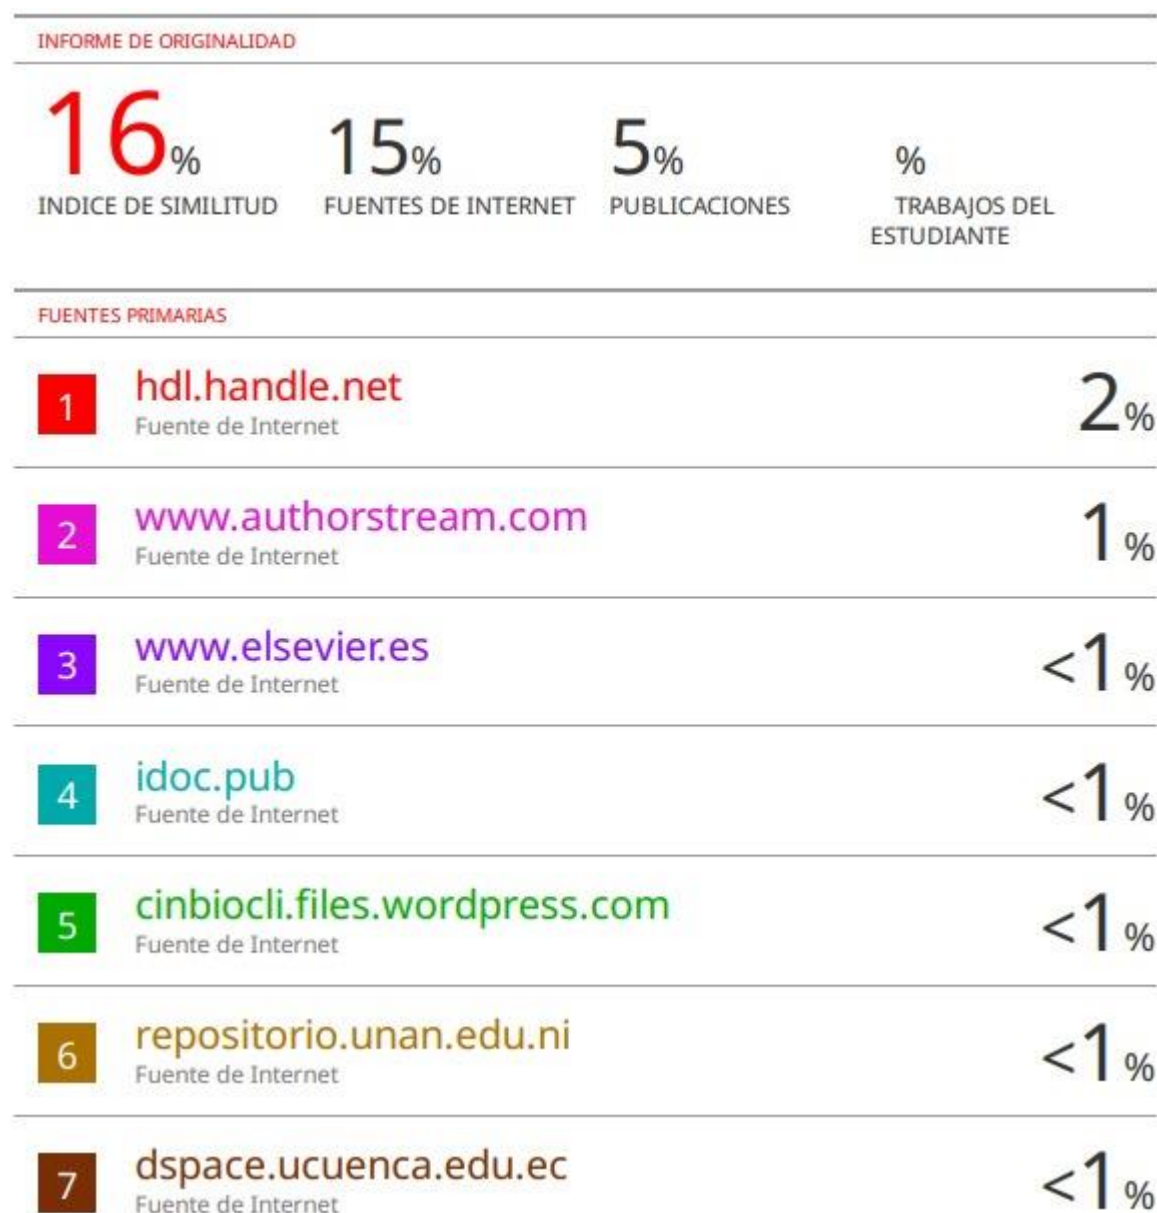 INFORME DE ORIGINALIDAD
16%
15%
5%
%
INDICE DE SIMILITUD
FUENTES DE INTERNET
PUBLICACIONES
TRABAJOS DEL
ESTUDIANTE
FUENTES PRIMARIAS
1
hdl.handle.net
Fuente de Internet
2%
2
www.authorstream.com
Fuente de Internet
1%
3
www.elsevier.es
Fuente de Internet
<1%
4
idoc.pub
Fuente de Internet
<1%
5
cinbiocli.files.wordpress.com
Fuente de Internet
<1%
6
repositorio.unan.edu.ni
Fuente de Internet
<1%
7
dspace.ucuenca.edu.ec
Fuente de Internet
<1%